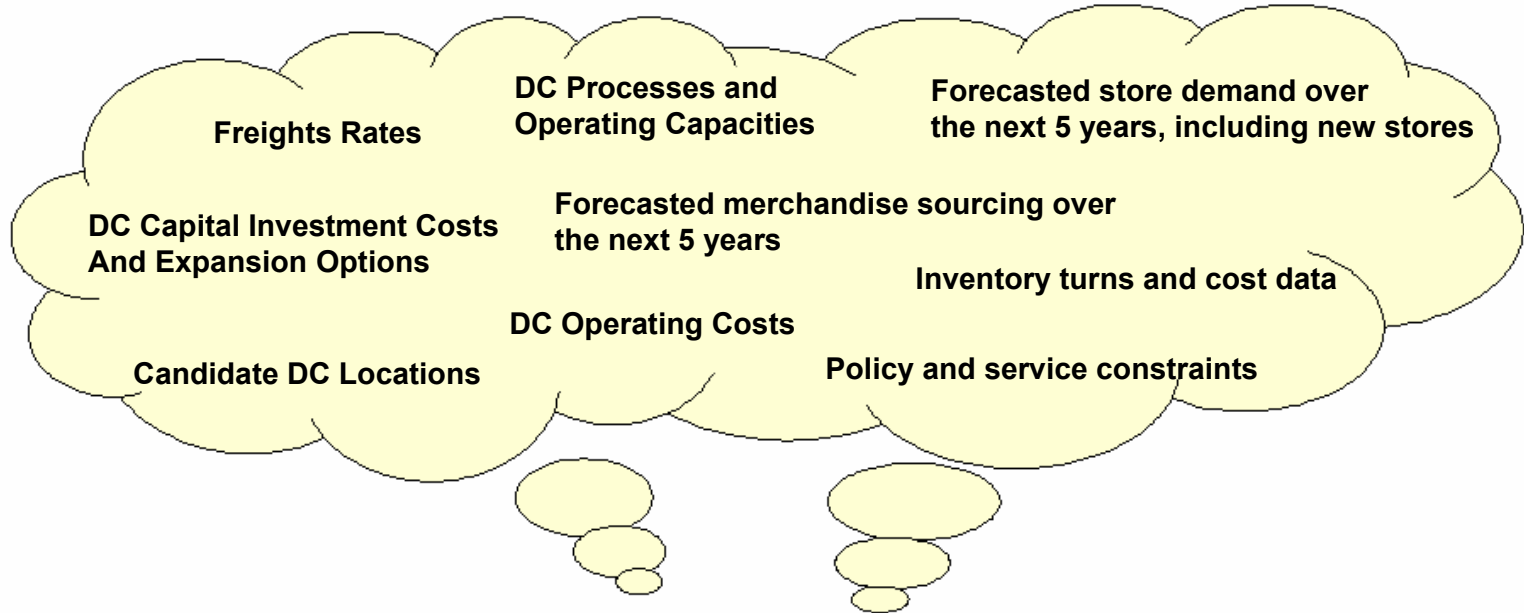 DC Processes and
Operating Capacities
Forecasted store demand over
the next 5 years, including new stores
Freights Rates
Forecasted merchandise sourcing over
the next 5 years
DC Capital Investment Costs
And Expansion Options
Inventory turns and cost data
DC Operating Costs
Candidate DC Locations
Policy and service constraints